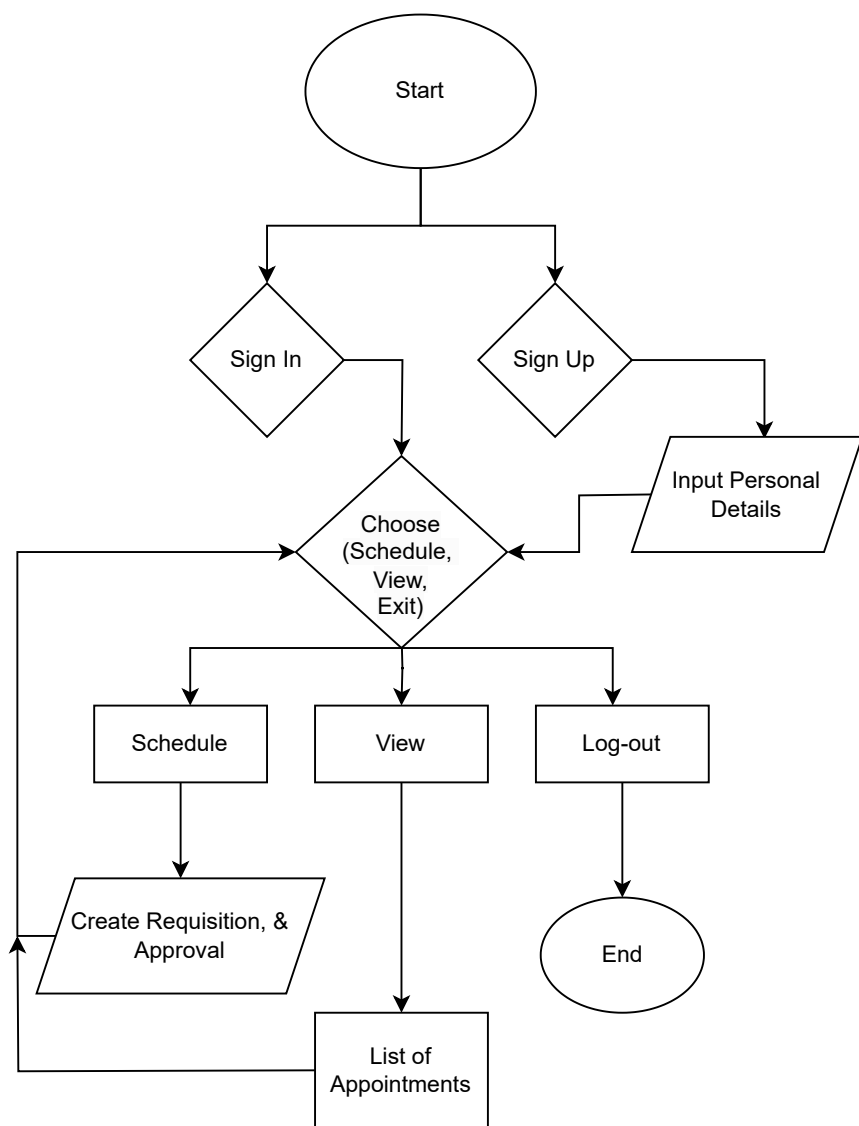 Start
Sign In
Sign Up
Input Personal
Details
Choose
(Schedule,
View,
Exit)
Schedule
View
Log-out
Create Requisition, &
Approval
End
List of
Appointments